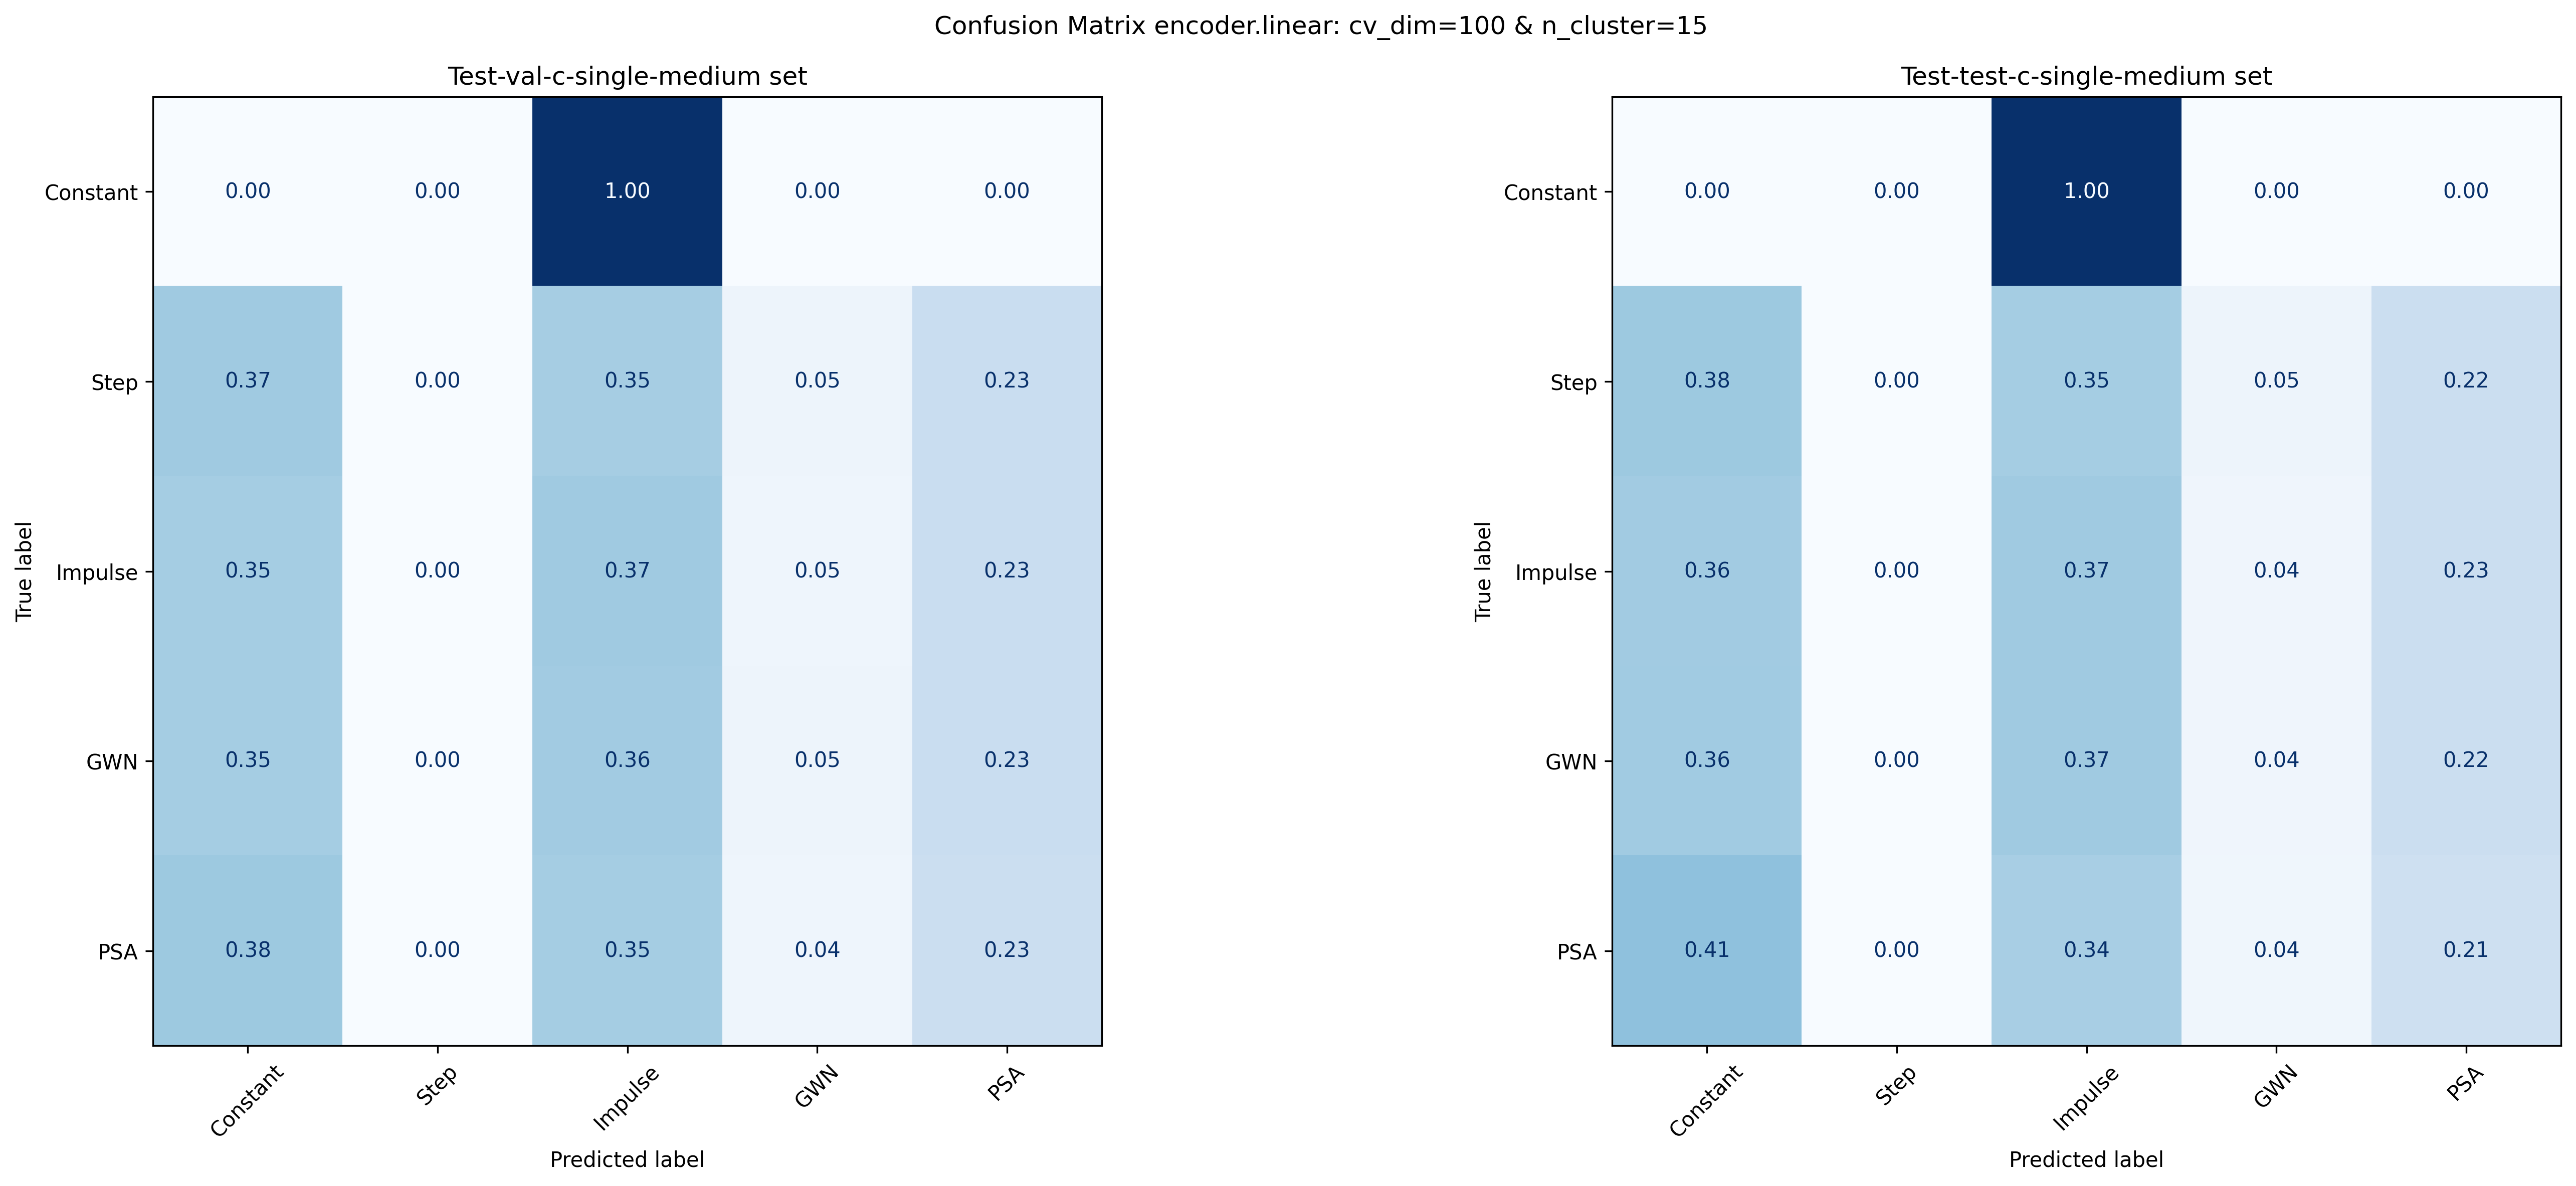 Confusion Matrix encoder.linear: cv_dim=100 & n_cluster=15
Test-val-c-single-medium set
Constant 0.00 0.00 1.00 0.00 0.00
Step 0.37 0.00 0.35 0.05 0.23
Impulse 0.35 0.00 0.37 0.05 0.23
GWN 0.35 0.00 0.36 0.05 0.23
PSA 0.38 0.00 0.35 0.04 0.23
True label
Constant Step Impulse GWN PSA
Predicted label
Test-test-c-single-medium set
Constant 0.00 0.00 1.00 0.00 0.00
Step 0.38 0.00 0.35 0.05 0.22
Impulse 0.36 0.00 0.37 0.04 0.23
GWN 0.36 0.00 0.37 0.04 0.22
PSA 0.41 0.00 0.34 0.04 0.21
True label
Constant Step Impulse GWN PSA
Predicted label